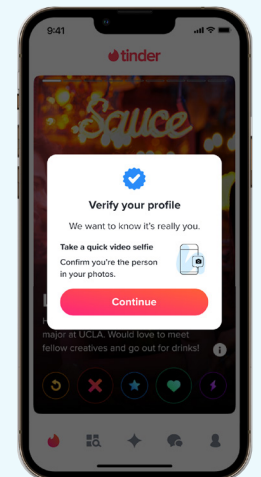 9:41
tinder
Sauce
Verify your profile
We want to know it's really you.
Take a quick video selfie
Confirm you're the person
in your photos.
Continue
major at UCLA. Would love to meet
fellow creatives and go out for drinks!